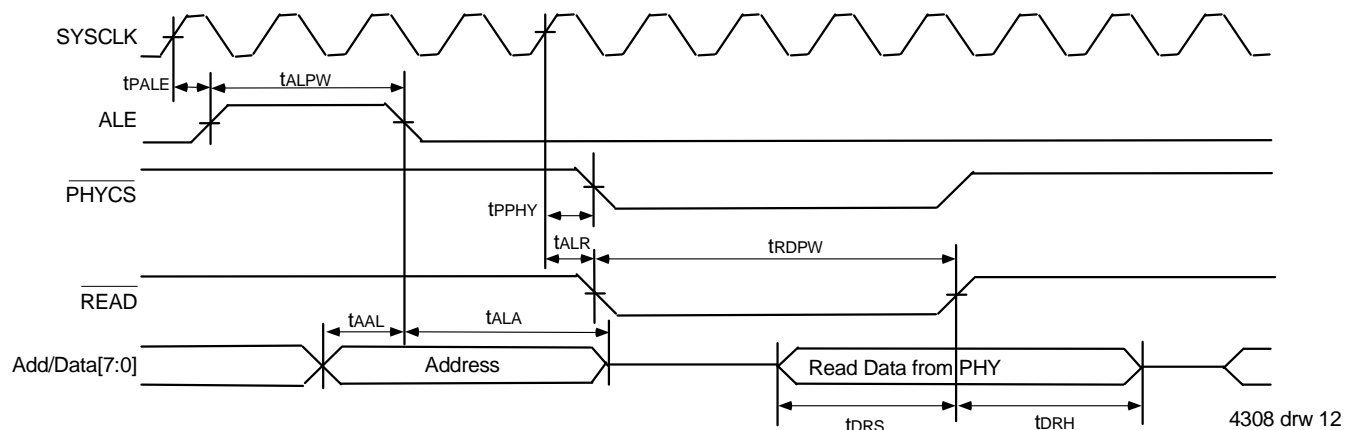 SYSCLK
tPALE
tALPW
ALE
PHYCS
tPPHY
tALR
tRDPW
READ
tAAL
tALA
Add/Data[7:0]
Address
Read Data from PHY
tDRS
tDRH
4308 drw 12